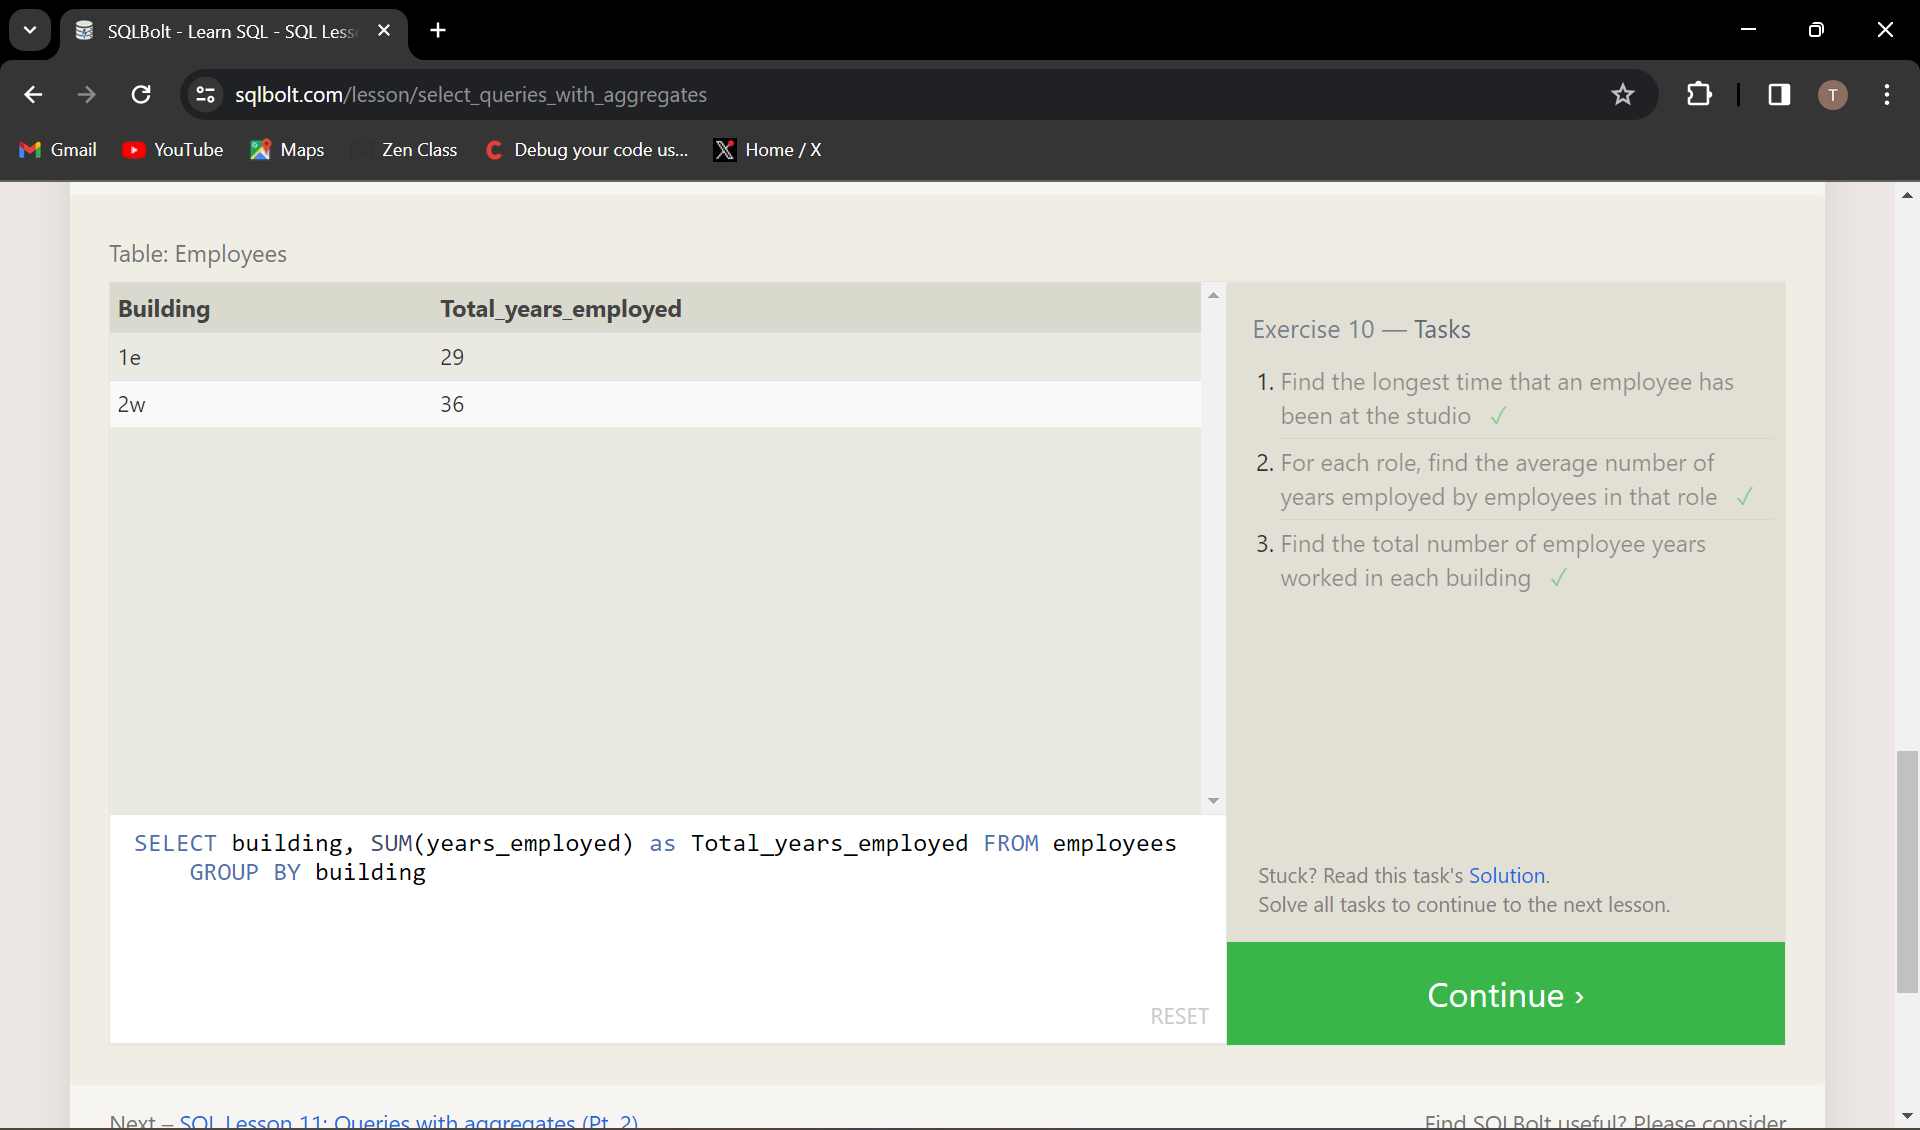 SQLBolt - Learn SQL - SQL Less
sqlbolt.com/lesson/select_queries_with_aggregates
T
Gmail
YouTube
Maps
Zen Class
Debug your code us...
Home / X
Table: Employees
Building Total_years_employed
1e 29
2w 36
SELECT building, SUM(years_employed) as Total_years_employed FROM employees
GROUP BY building
RESET
Exercise 10 — Tasks
1. Find the longest time that an employee has
been at the studio ✓
2. For each role, find the average number of
years employed by employees in that role ✓
3. Find the total number of employee years
worked in each building ✓
Stuck? Read this task's Solution.
Solve all tasks to continue to the next lesson.
Continue ›
Next – SQL Lesson 11: Queries with aggregates (Pt. 2)
Find SQLBolt useful? Please consider